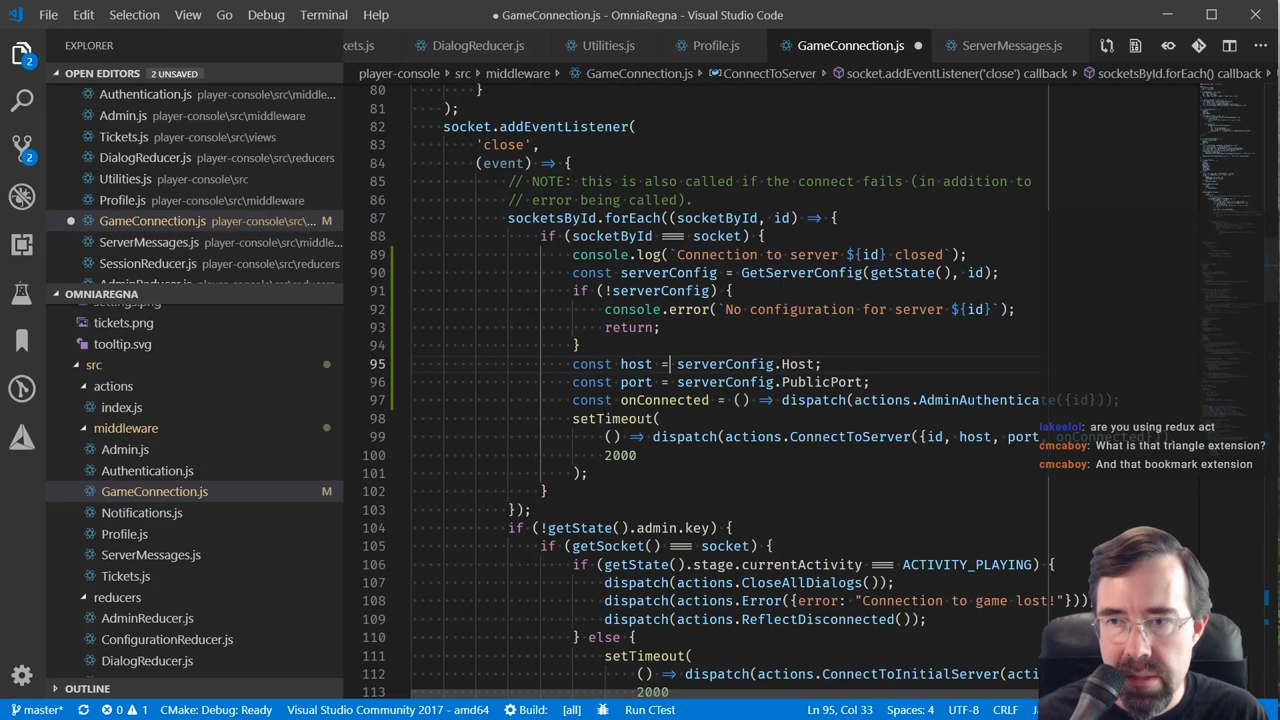 File Edit Selection View Go Debug Terminal Help
● GameConnection.js - OmniaRegna - Visual Studio Code
EXPLORER
OPEN EDITORS 2 UNSAVED
Authentication.js player-console\src\middle...
Admin.js player-console\src\middleware
Tickets.js player-console\src\views
DialogReducer.js player-console\src\reducers
Utilities.js player-console\src
Profile.js player-console\src\middleware
GameConnection.js player-console\src\... M
ServerMessages.js player-console\src\middle...
SessionReducer.js player-console\src\reducers
OMNIAREGNA
tickets.png
tooltip.svg
src
actions
index.js
middleware
Admin.js
Authentication.js
GameConnection.js M
Notifications.js
Profile.js
ServerMessages.js
Tickets.js
reducers
AdminReducer.js
ConfigurationReducer.js
DialogReducer.js
OUTLINE
kets.js DialogReducer.js Utilities.js Profile.js GameConnection.js ServerMessages.js
player-console › src › middleware › GameConnection.js › ConnectToServer › socket.addEventListener('close') callback › socketsById.forEach() callback
80 }
81 );
82 socket.addEventListener(
83 'close',
84 (event) => {
85 // NOTE: this is also called if the connect fails (in addition to
86 // error being called).
87 socketsById.forEach((socketById, id) => {
88 if (socketById === socket) {
89 console.log(`Connection to server ${id} closed`);
90 const serverConfig = GetServerConfig(getState(), id);
91 if (!serverConfig) {
92 console.error(`No configuration for server ${id}`);
93 return;
94 }
95 const host = serverConfig.Host;
96 const port = serverConfig.PublicPort;
97 const onConnected = () => dispatch(actions.AdminAuthenticate({id}));
98 setTimeout(
99 () => dispatch(actions.ConnectToServer({id, host, port, onConnected})),
100 2000
101 );
102 }
103 });
104 if (!getState().admin.key) {
105 if (getSocket() === socket) {
106 if (getState().stage.currentActivity === ACTIVITY_PLAYING) {
107 dispatch(actions.CloseAllDialogs());
108 dispatch(actions.Error({error: "Connection to game lost!"}));
109 dispatch(actions.ReflectDisconnected());
110 } else {
111 setTimeout(
112 () => dispatch(actions.ConnectToInitialServer(acti
113 2000
lakeelol: are you using redux act
cmcaboy: What is that triangle extension?
cmcaboy: And that bookmark extension
2
2
master* 0 1 CMake: Debug: Ready Visual Studio Community 2017 - amd64 Build: [all] Run CTest Ln 95, Col 33 Spaces: 4 UTF-8 CRLF JavaScript